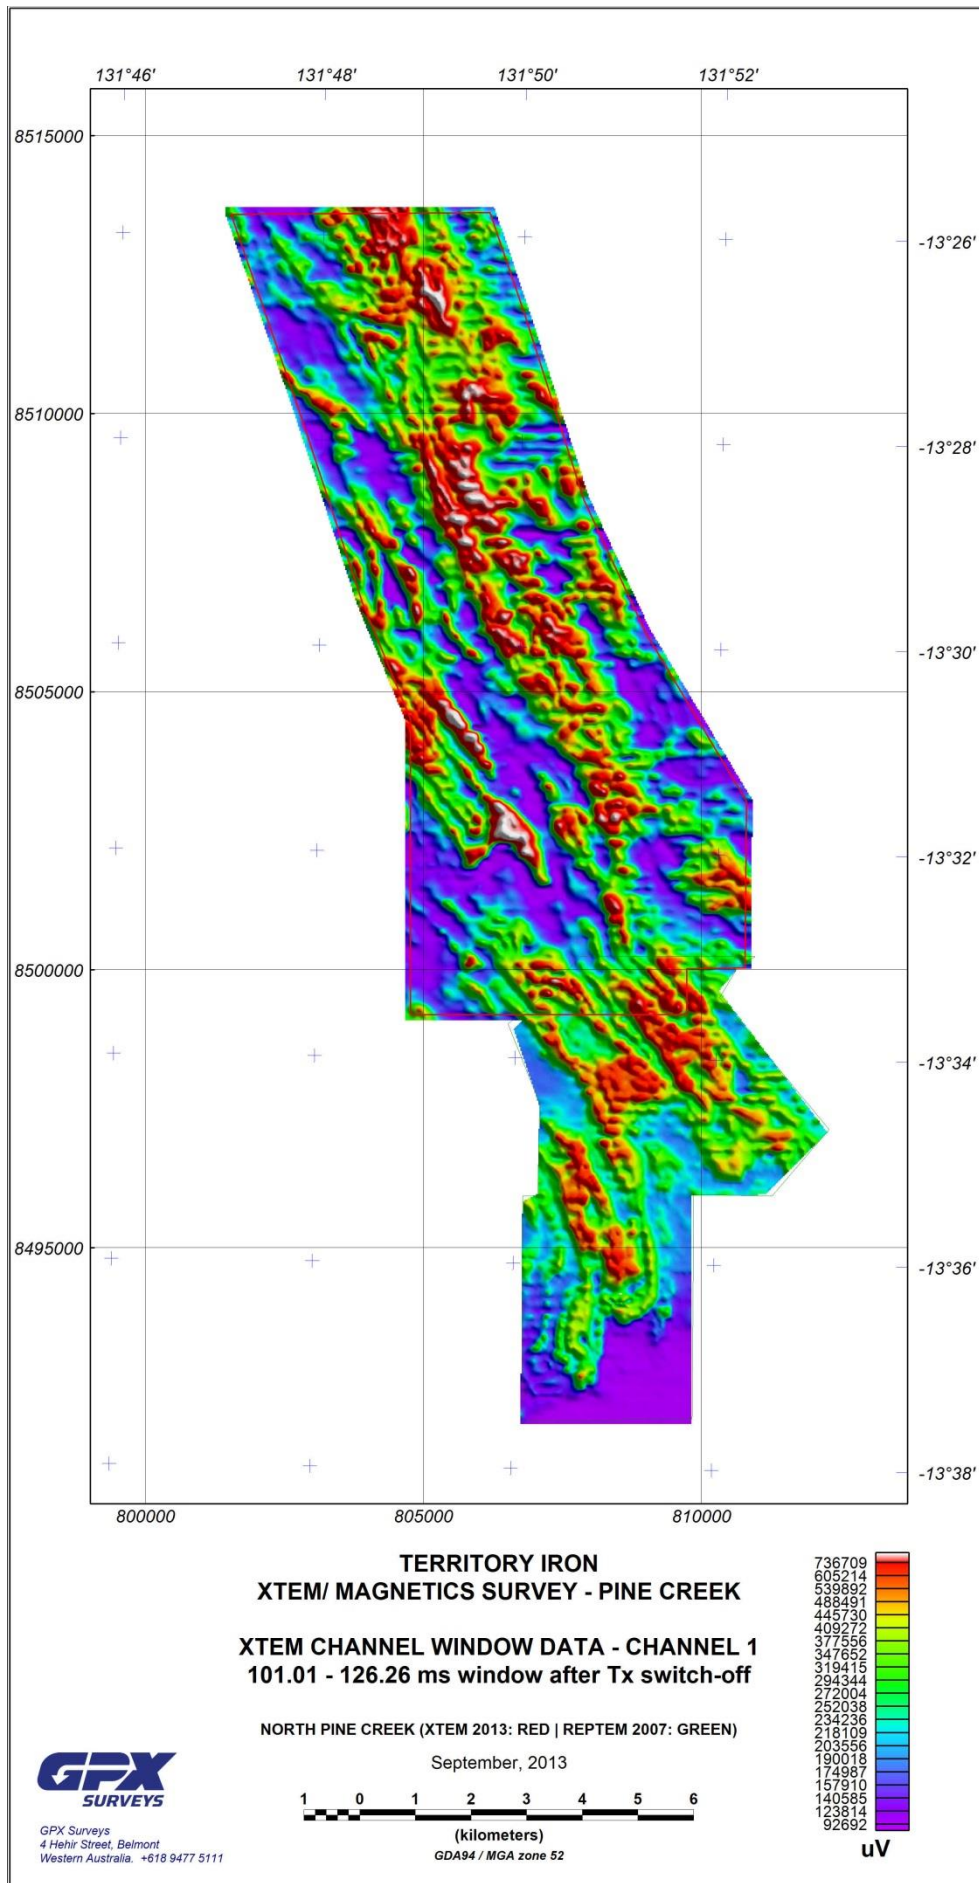 131°46' 131°48' 131°50' 131°52'
8515000
-13°26'
8510000
-13°28'
-13°30'
8505000
-13°32'
8500000
-13°34'
8495000
-13°36'
-13°38'
800000 805000 810000
TERRITORY IRON
XTEM/ MAGNETICS SURVEY - PINE CREEK
XTEM CHANNEL WINDOW DATA - CHANNEL 1
101.01 - 126.26 ms window after Tx switch-off
NORTH PINE CREEK (XTEM 2013: RED | REPTEM 2007: GREEN)
September, 2013
1 0 1 2 3 4 5 6
(kilometers)
GDA94 / MGA zone 52
GPX
SURVEYS
GPX Surveys
4 Hehir Street, Belmont
Western Australia. +618 9477 5111
736709
605214
539892
488491
445730
409272
377556
347652
319415
294344
272004
252038
234236
218109
203556
190018
174987
157910
140585
123814
92692
uV